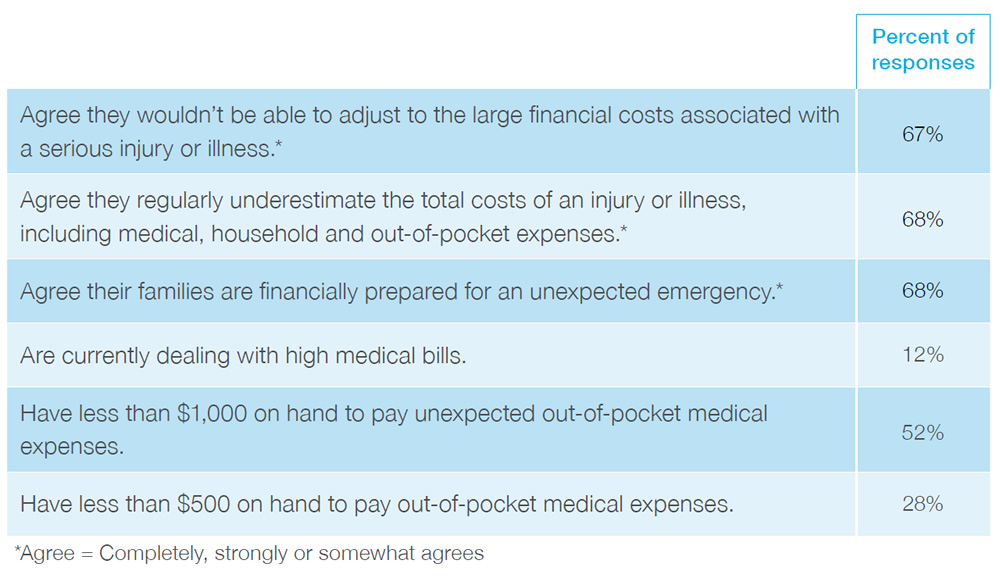 Percent of
responses
Agree they wouldn’t be able to adjust to the large financial costs associated with
a serious injury or illness.*
67%
Agree they regularly underestimate the total costs of an injury or illness,
including medical, household and out-of-pocket expenses.*
68%
Agree their families are financially prepared for an unexpected emergency.*
68%
Are currently dealing with high medical bills.
12%
Have less than $1,000 on hand to pay unexpected out-of-pocket medical
expenses.
52%
Have less than $500 on hand to pay out-of-pocket medical expenses.
28%
*Agree = Completely, strongly or somewhat agrees